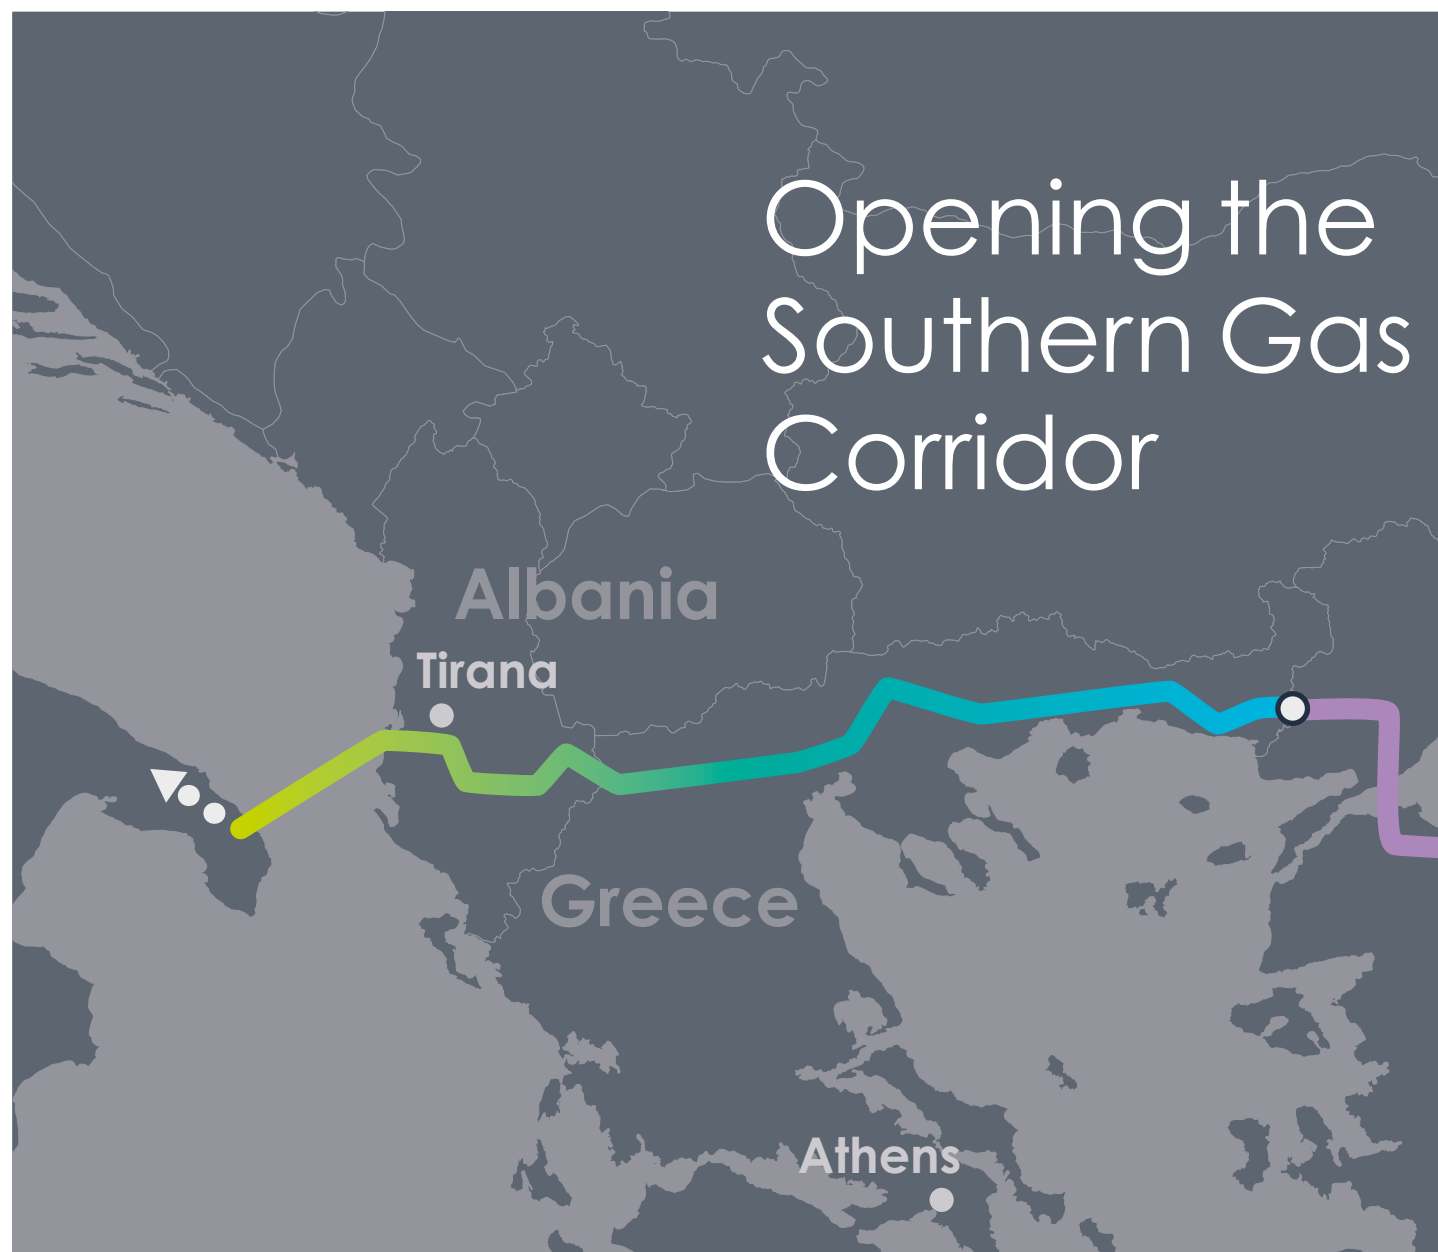 Opening the
Southern Gas
Corridor
Albania
Tirana
Greece
Athens